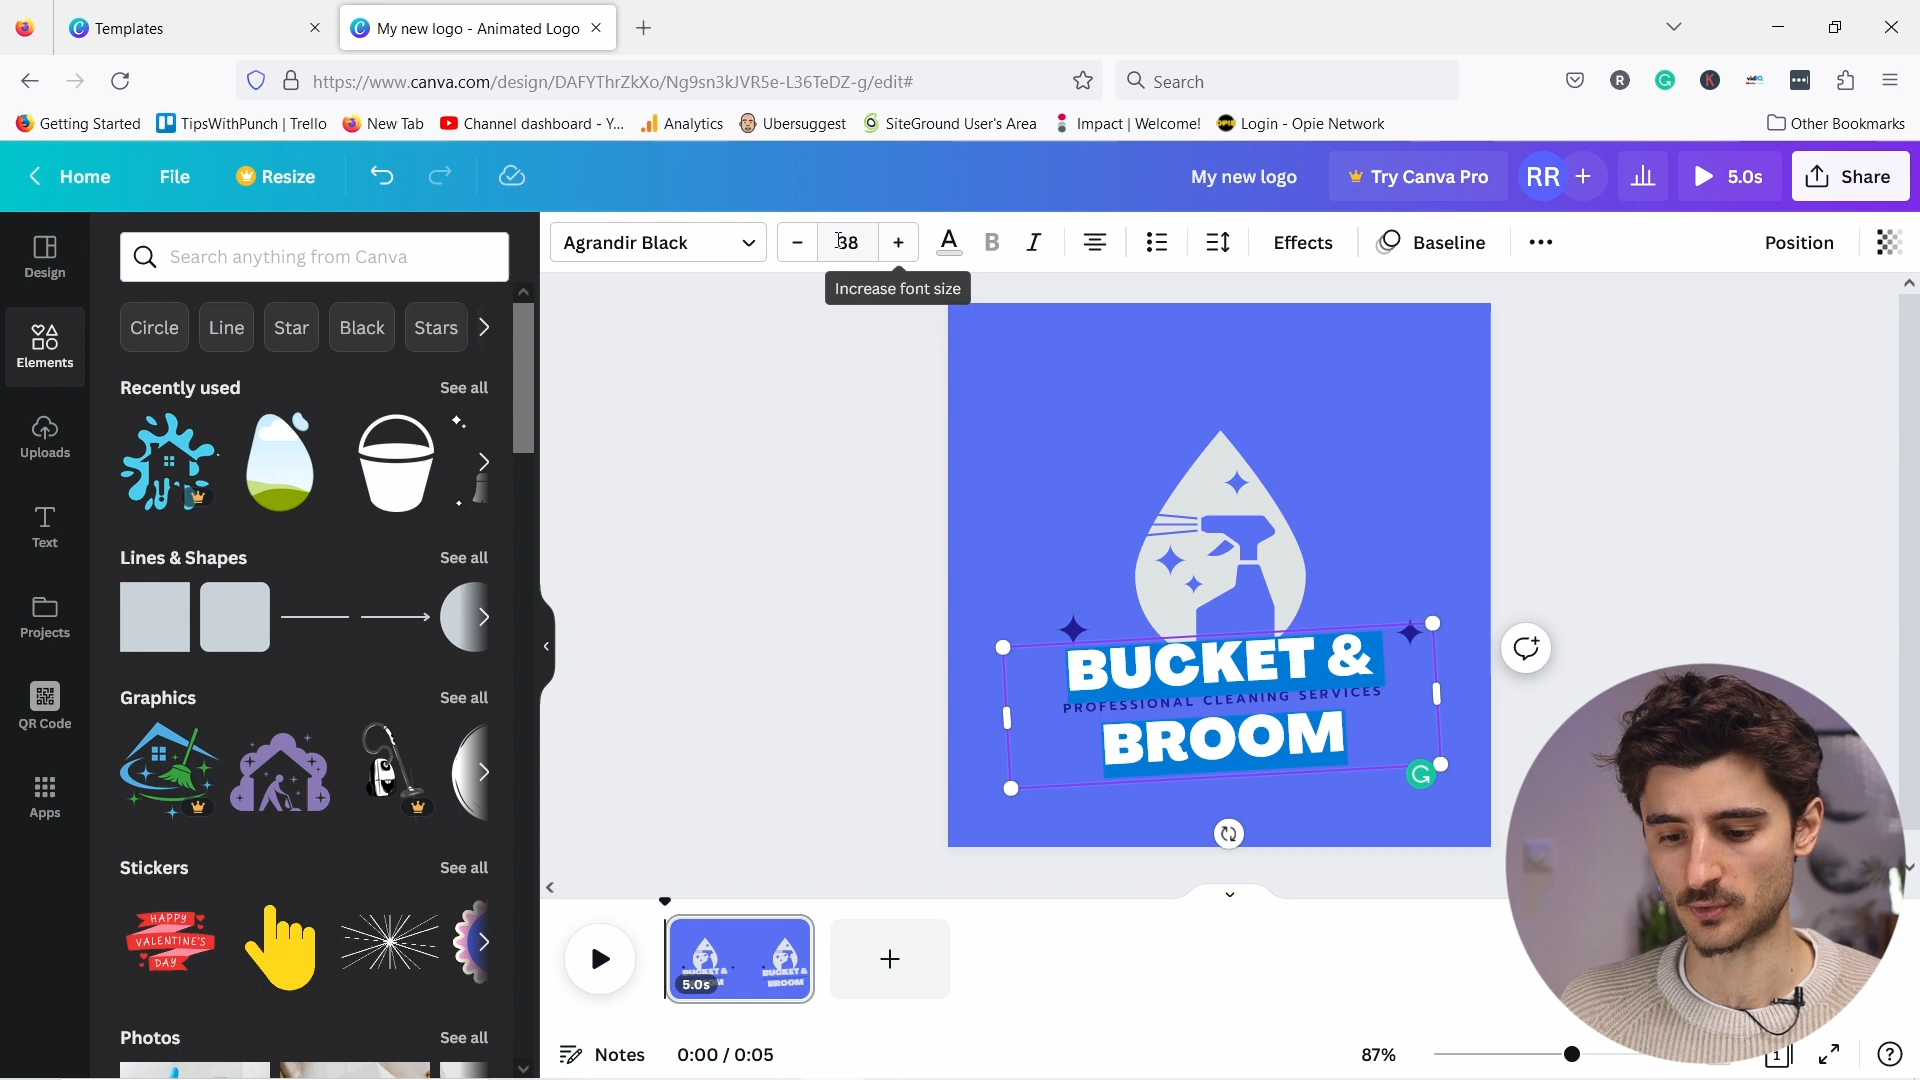 Templates
My new logo - Animated Logo
https://www.canva.com/design/DAFYThrZkXo/Ng9sn3kJVR5e-L36TeDZ-g/edit#
Search
Getting Started
TipsWithPunch | Trello
New Tab
Channel dashboard - Y...
Analytics
Ubersuggest
SiteGround User's Area
Impact | Welcome!
Login - Opie Network
Other Bookmarks
Home
File
Resize
My new logo
Try Canva Pro
RR
5.0s
Share
Agrandir Black
38
A
B
I
Effects
Baseline
Position
Increase font size
Design
Elements
Uploads
Text
Projects
QR Code
Apps
Search anything from Canva
Circle
Line
Star
Black
Stars
Recently used
See all
Lines & Shapes
See all
Graphics
See all
Stickers
See all
HAPPY
VALENTINE'S
DAY
Photos
See all
BUCKET &
PROFESSIONAL CLEANING SERVICES
BROOM
BUCKET &
BUCKET &
BROOM
5.0s
Notes
0:00 / 0:05
87%
1